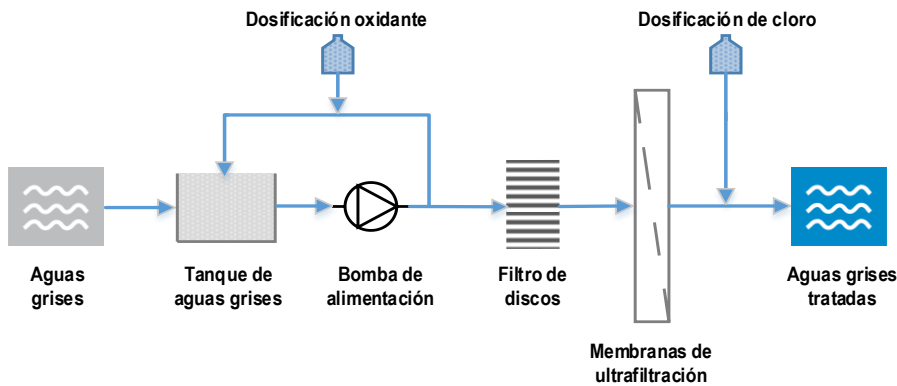 Dosificación oxidante
Dosificación de cloro
Aguas
grises
Tanque de
aguas grises
Bomba de
alimentación
Filtro de
discos
Membranas de
ultrafiltración
Aguas grises
tratadas